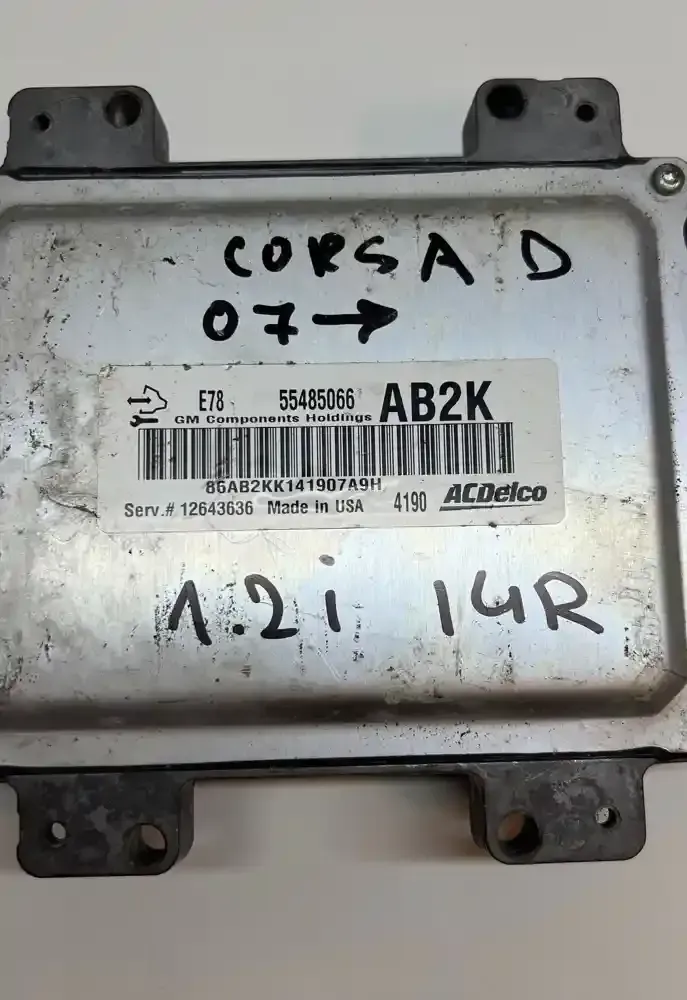 CORSA D
07→
E78 55485066 AB2K
GM Components Holdings
86AB2KK141907A9H
Serv.# 12643636 Made in USA 4190 ACDelco
1.2i 14R